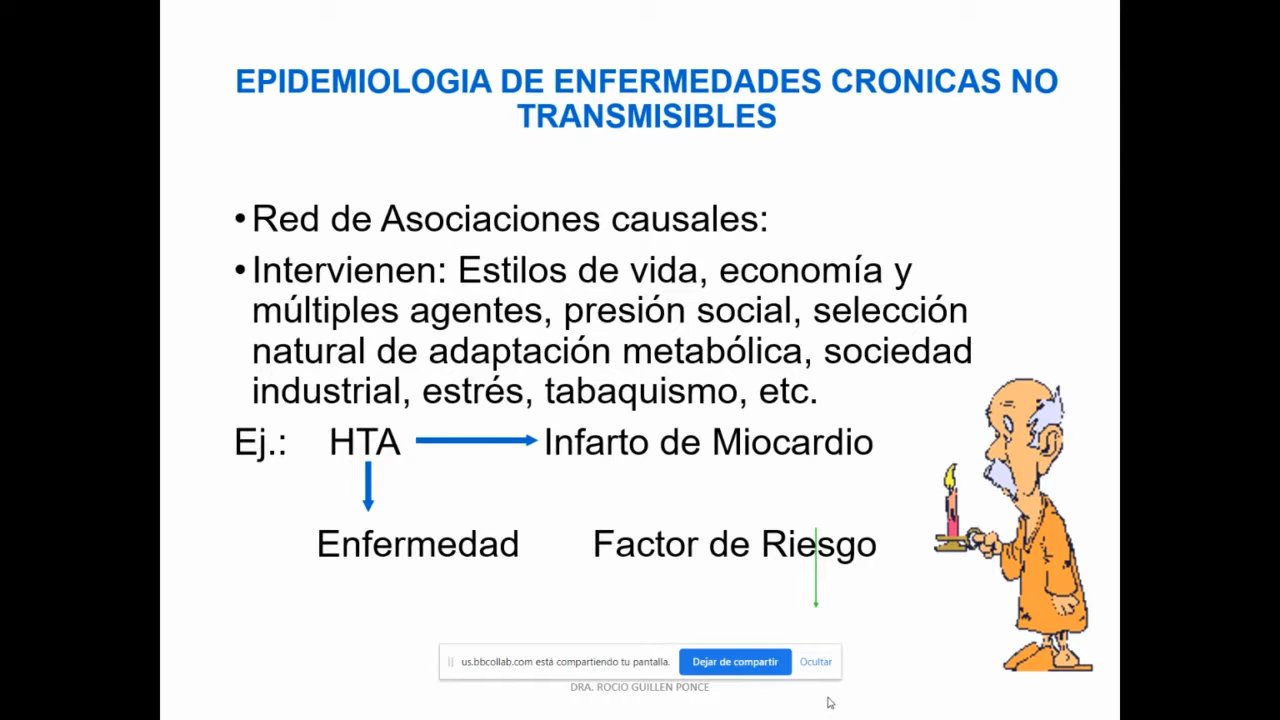 EPIDEMIOLOGIA DE ENFERMEDADES CRONICAS NO
TRANSMISIBLES
•Red de Asociaciones causales:
•Intervienen: Estilos de vida, economía y
múltiples agentes, presión social, selección
natural de adaptación metabólica, sociedad
industrial, estrés, tabaquismo, etc.
Ej.: HTA Infarto de Miocardio
Enfermedad Factor de Riesgo
us.bbcollab.com está compartiendo tu pantalla. Dejar de compartir Ocultar
DRA. ROCIO GUILLEN PONCE